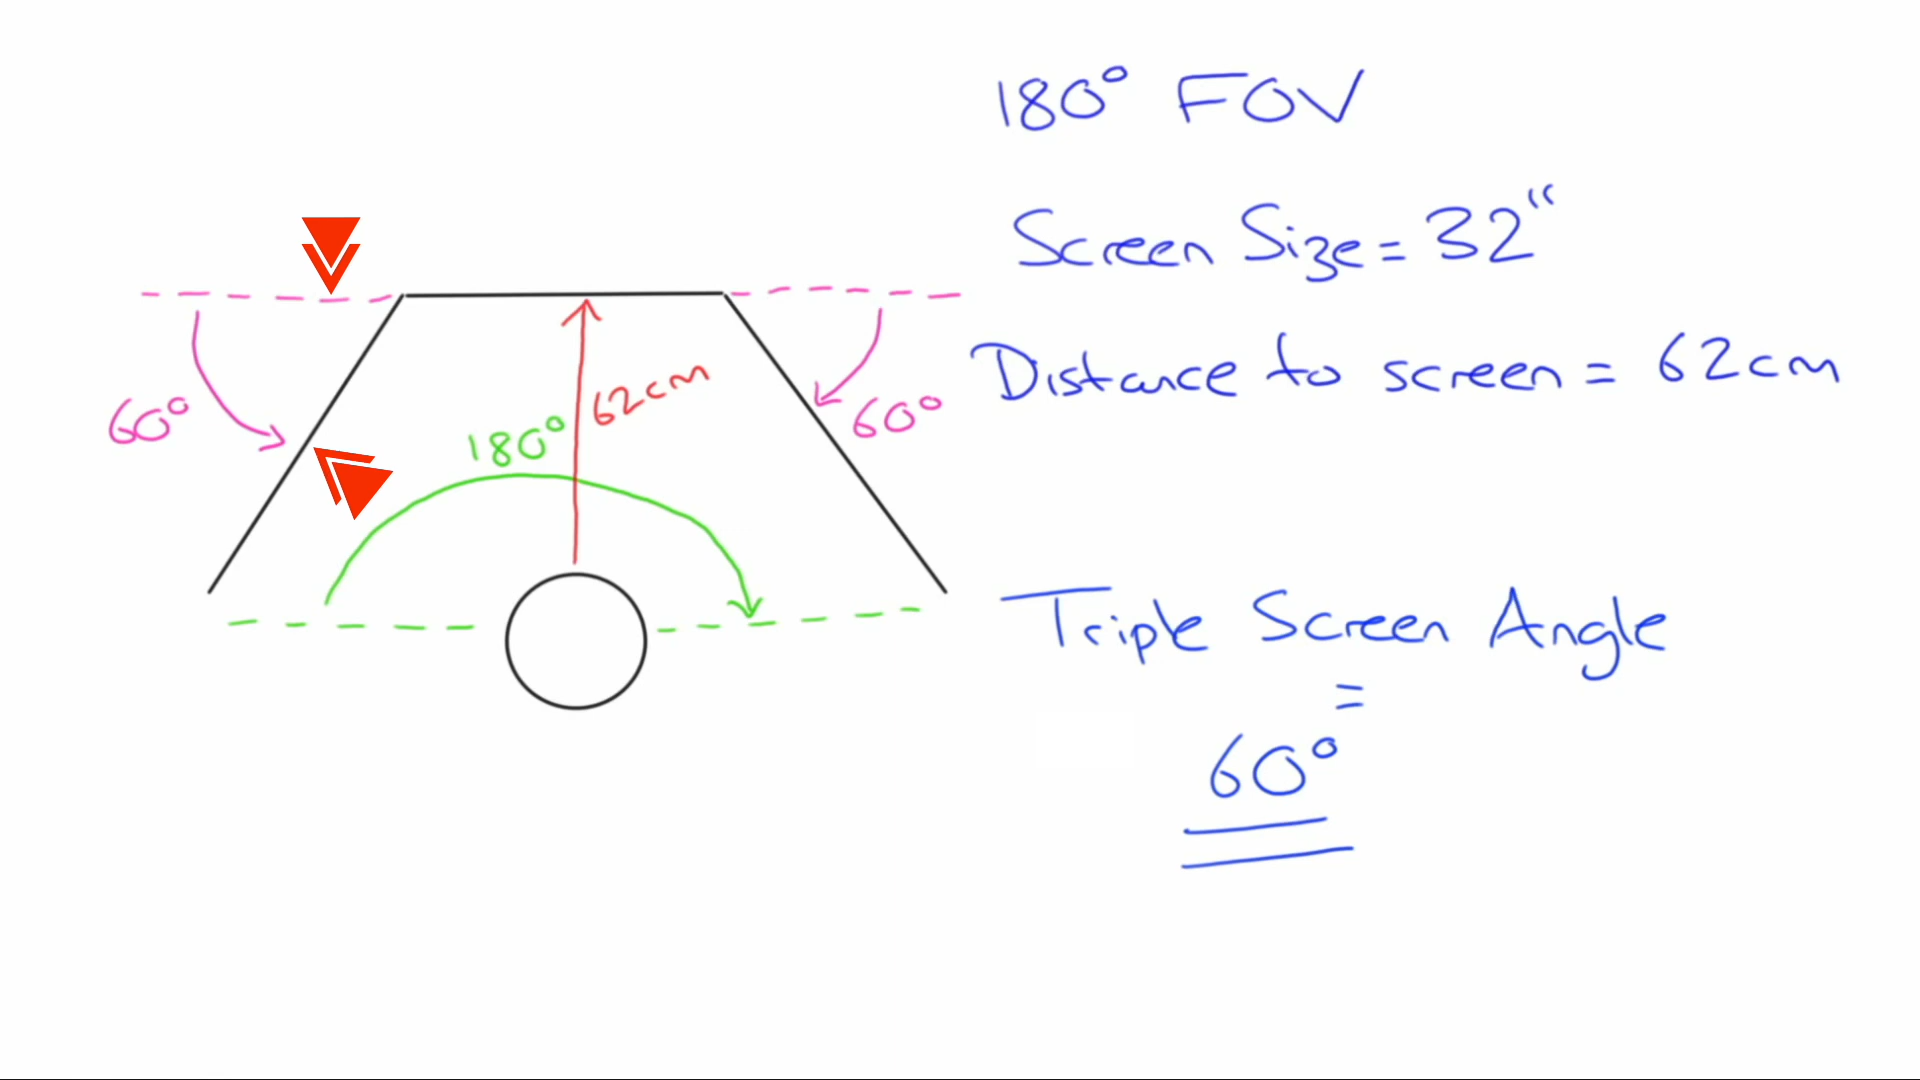 180° FOV
Screen Size = 32"
Distance to screen = 62cm
62cm
60°
180°
60°
Triple Screen Angle
=
60°